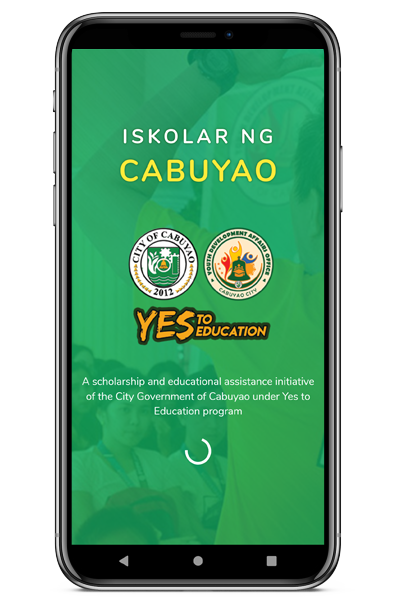 ISKOLAR NG
CABUYAO
CITY OF CABUYAO
2012
YOUTH DEVELOPMENT AFFAIRS OFFICE
CABUYAO CITY
YES TO EDUCATION
A scholarship and educational assistance initiative
of the City Government of Cabuyao under Yes to
Education program